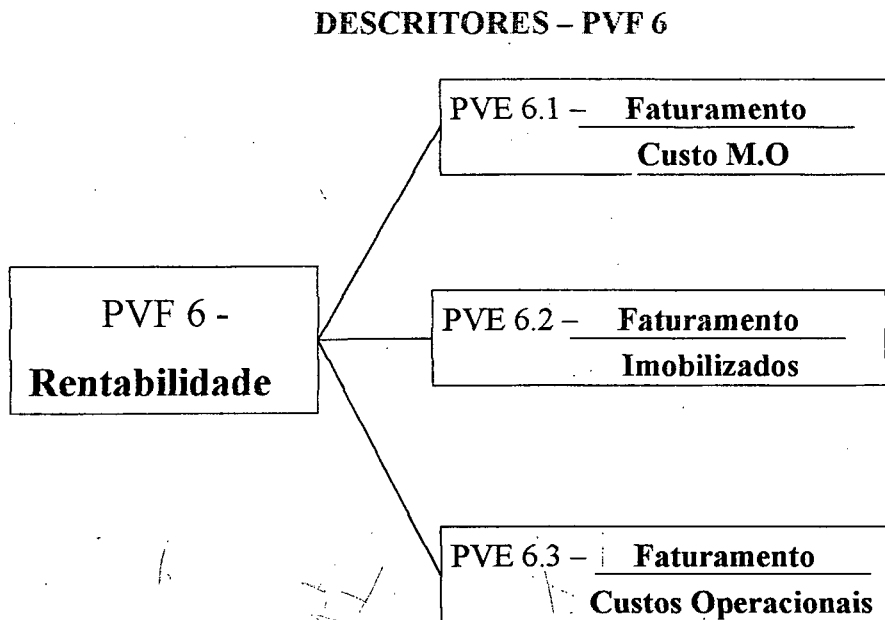 DESCRITORES – PVF 6
PVE 6.1 – Faturamento
Custo M.O
PVF 6 -
Rentabilidade
PVE 6.2 – Faturamento
Imobilizados
PVE 6.3 – Faturamento
Custos Operacionais